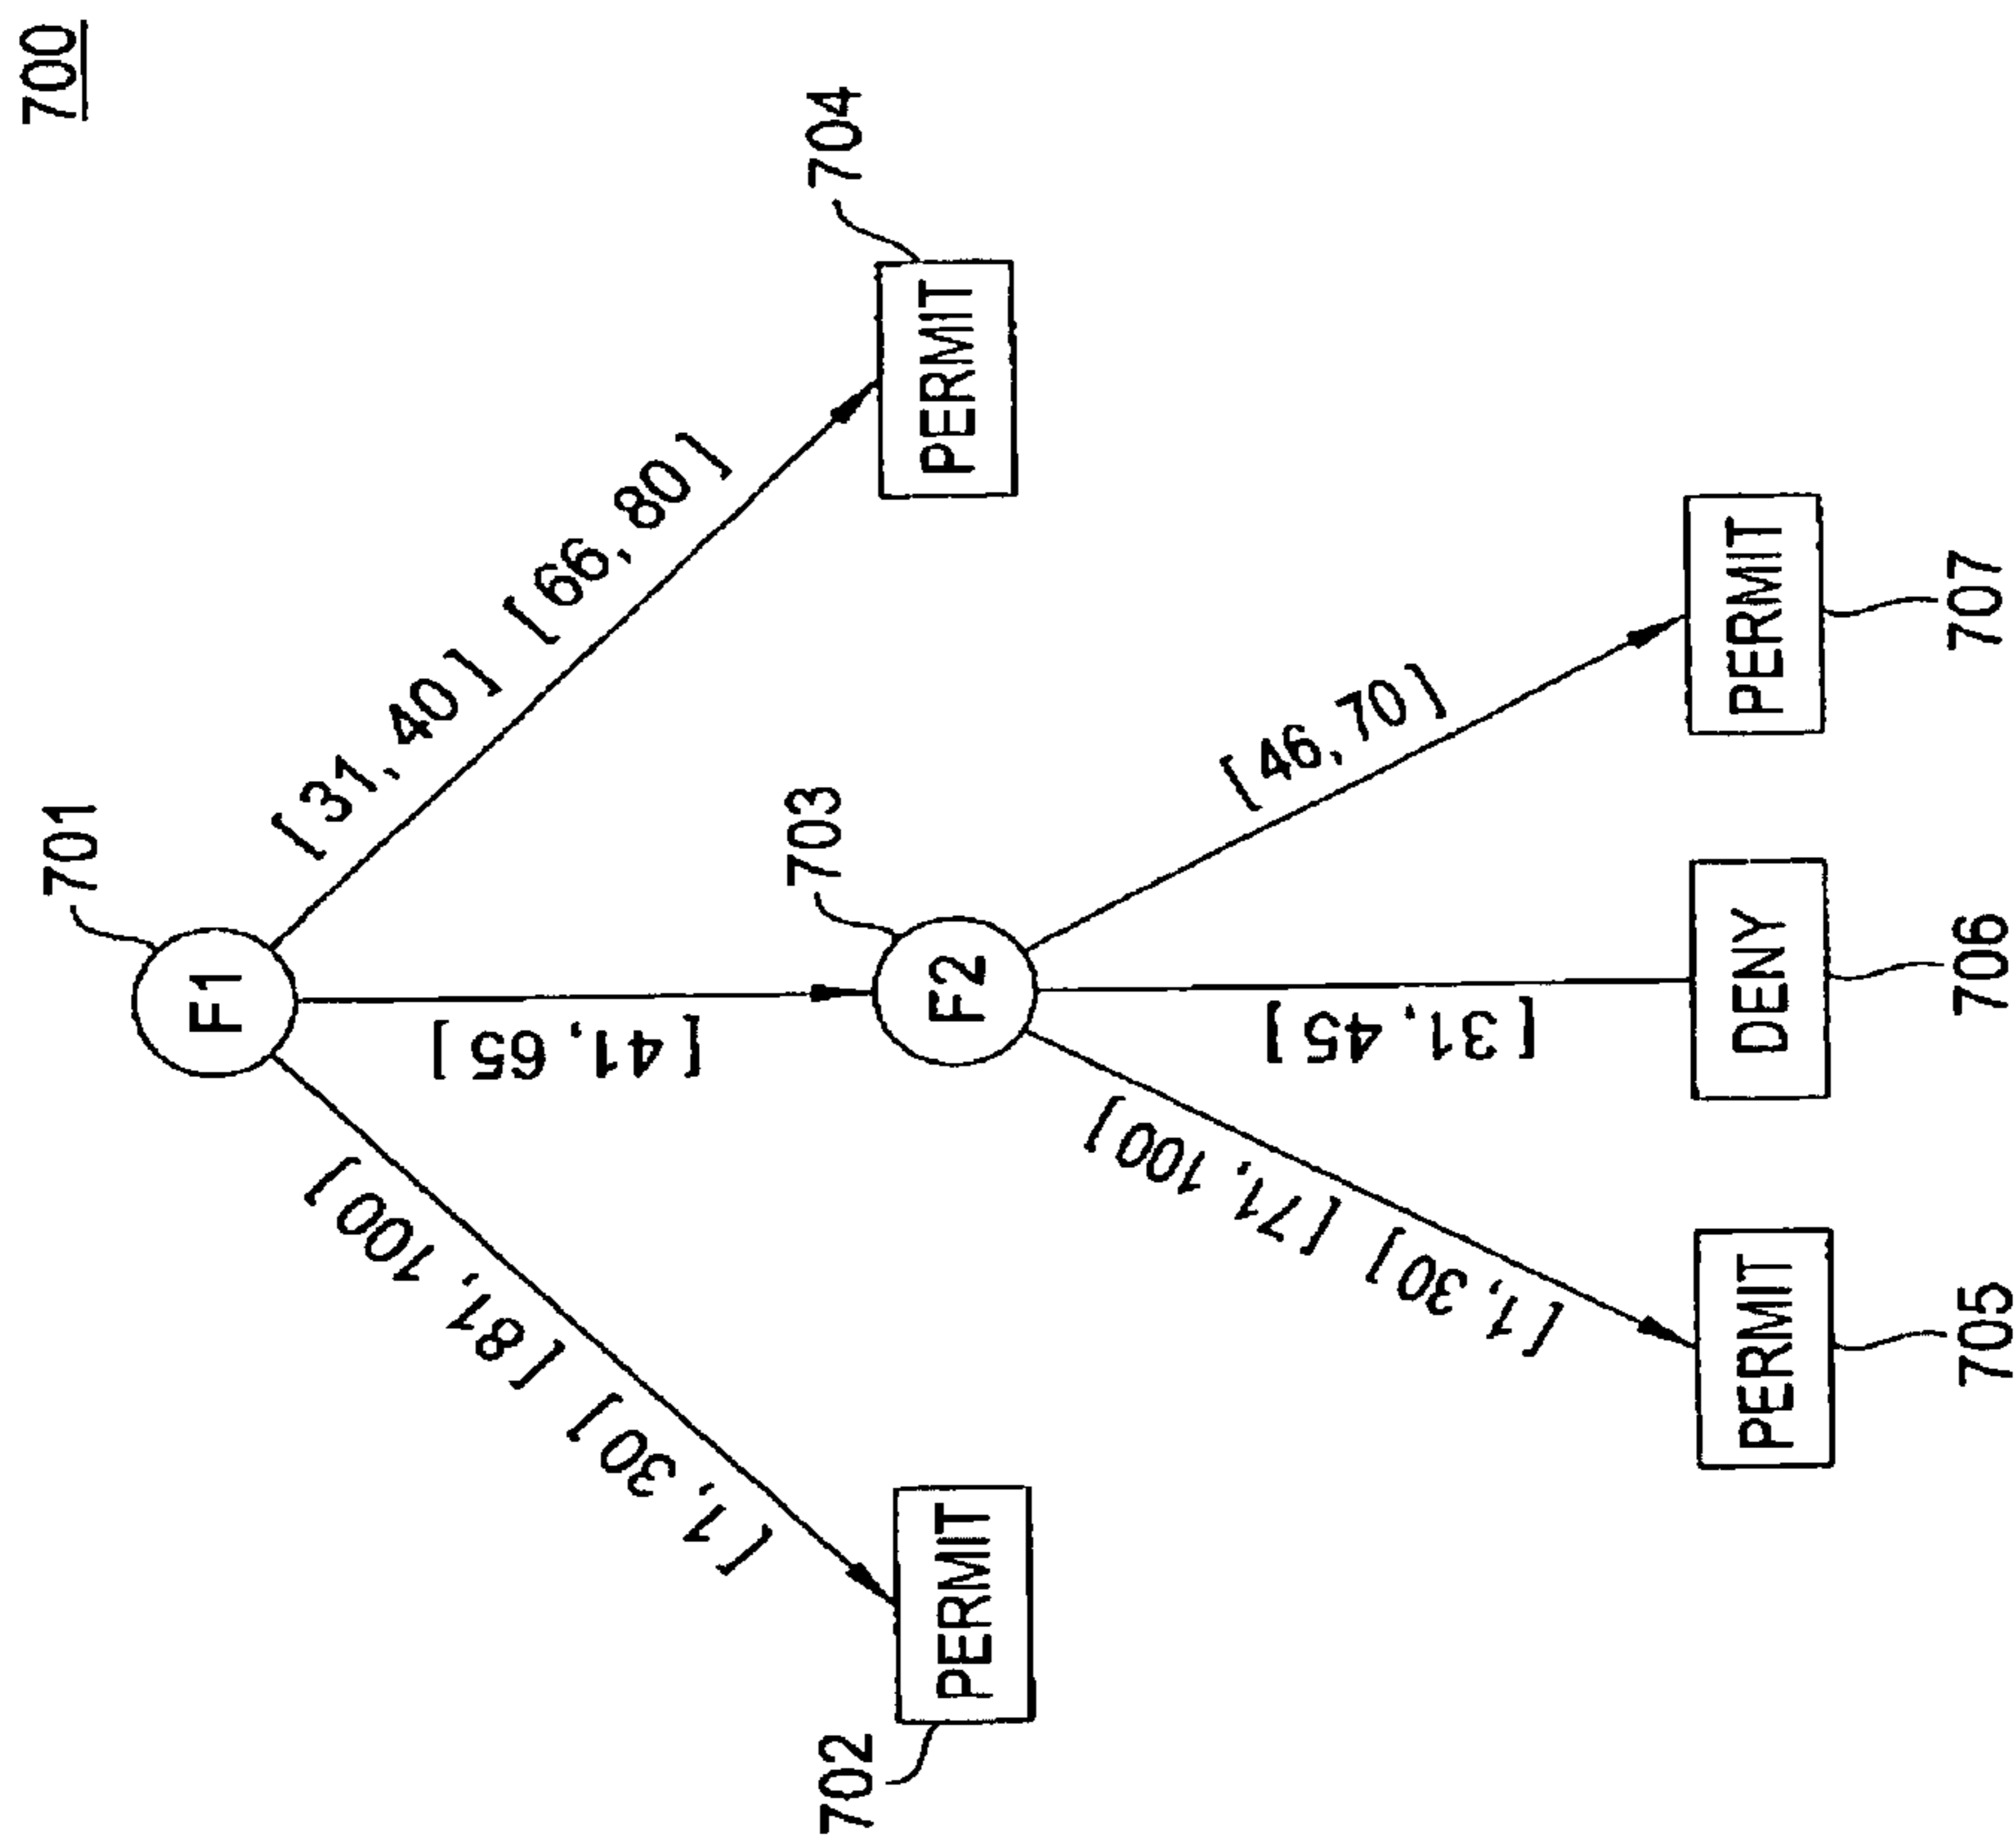 700
701
F1
[1,30] [81,100]
[41,65]
[31,40] [66,80]
702
PERMIT
703
F2
704
PERMIT
[1,30] [71,100]
[31,45]
[46,70]
PERMIT
DENY
PERMIT
705
706
707